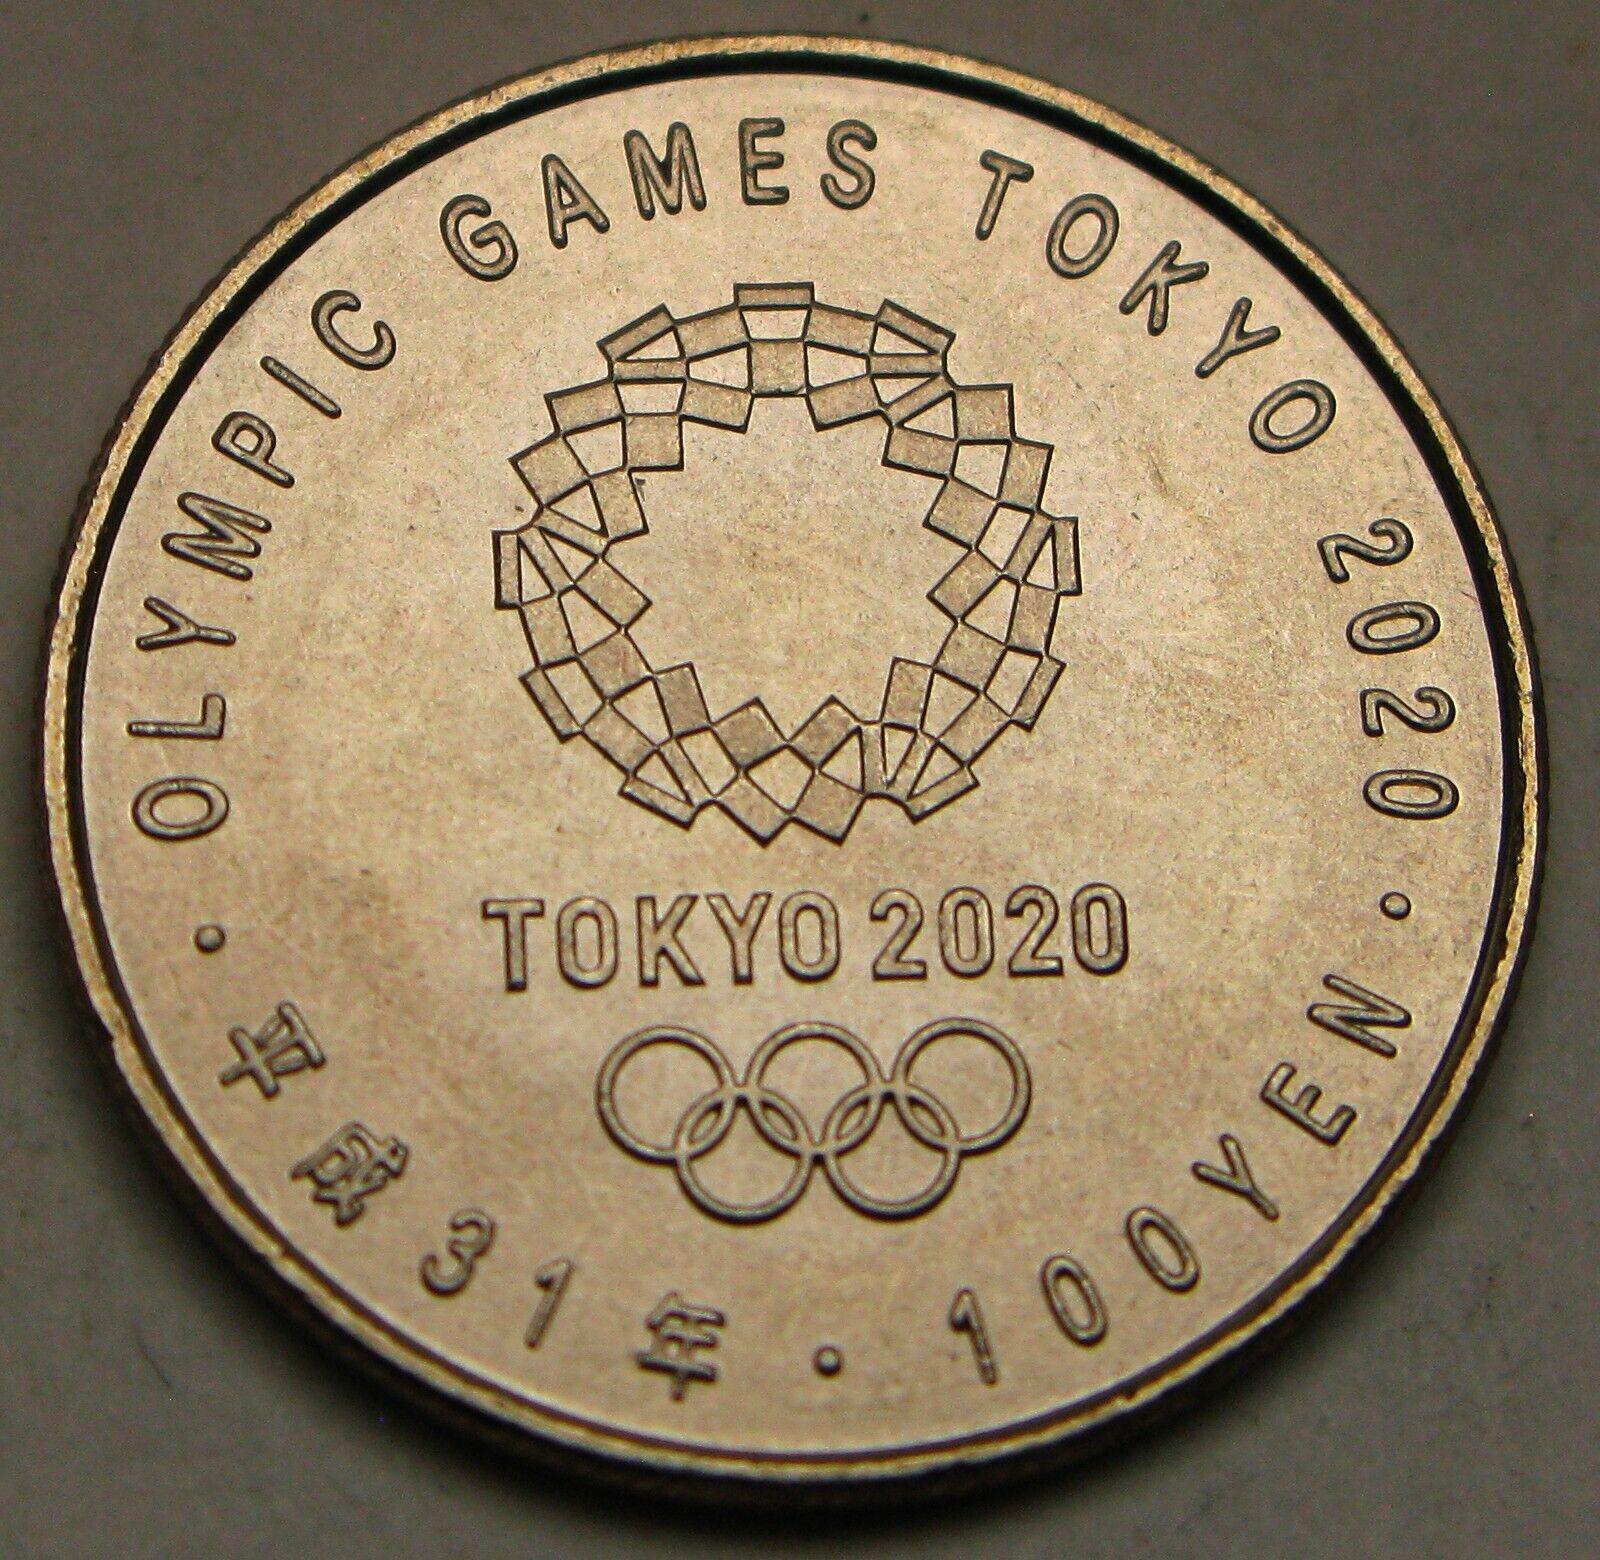 · OLYMPIC GAMES TOKYO 2020 ·
TOKYO 2020
平成31年 · 100YEN